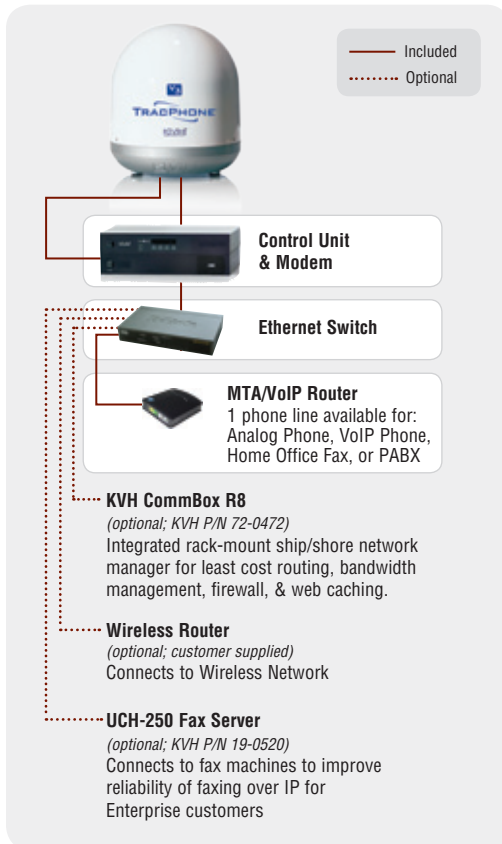 Included
Optional
V3
TRACPHONE
Control Unit
& Modem
Ethernet Switch
MTA/VoIP Router
1 phone line available for:
Analog Phone, VoIP Phone,
Home Office Fax, or PABX
KVH CommBox R8
(optional; KVH P/N 72-0472)
Integrated rack-mount ship/shore network
manager for least cost routing, bandwidth
management, firewall, & web caching.
Wireless Router
(optional; customer supplied)
Connects to Wireless Network
UCH-250 Fax Server
(optional; KVH P/N 19-0520)
Connects to fax machines to improve
reliability of faxing over IP for
Enterprise customers